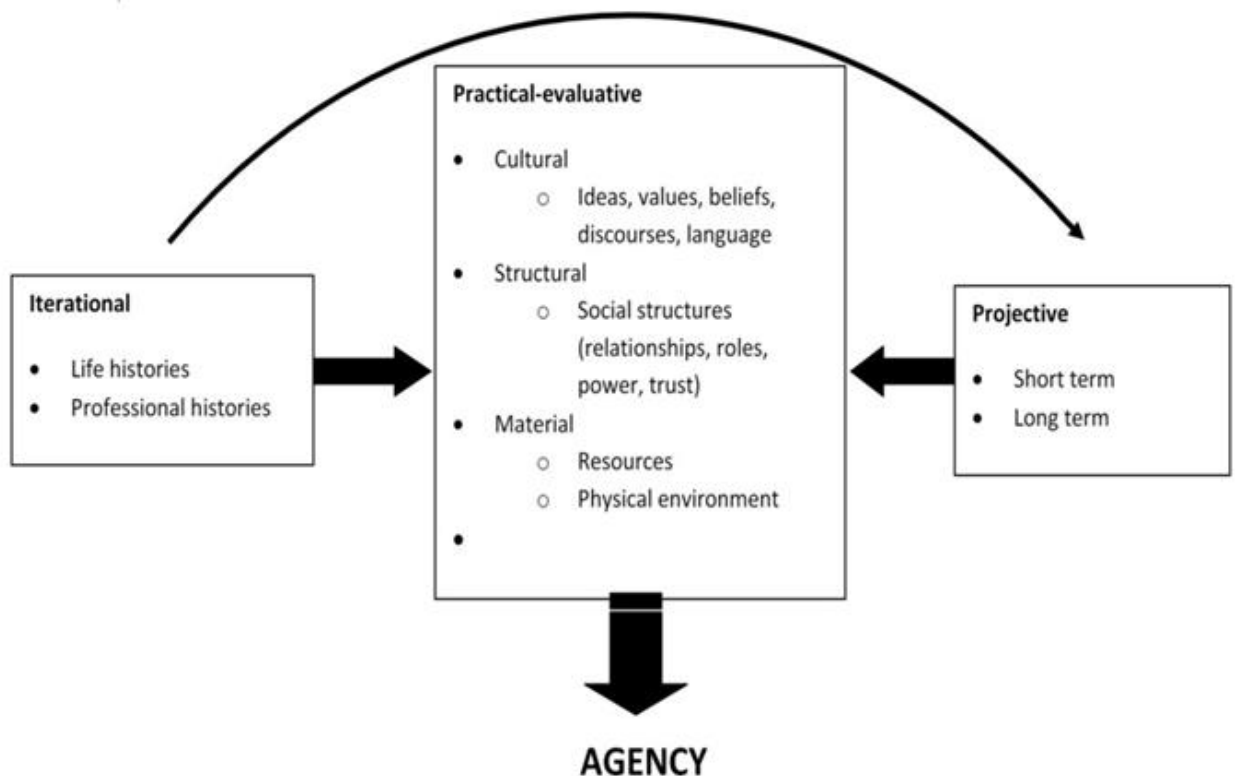 Practical-evaluative
• Cultural
o Ideas, values, beliefs,
discourses, language
• Structural
o Social structures
(relationships, roles,
power, trust)
• Material
o Resources
o Physical environment
•
Iterational
• Life histories
• Professional histories
Projective
• Short term
• Long term
AGENCY